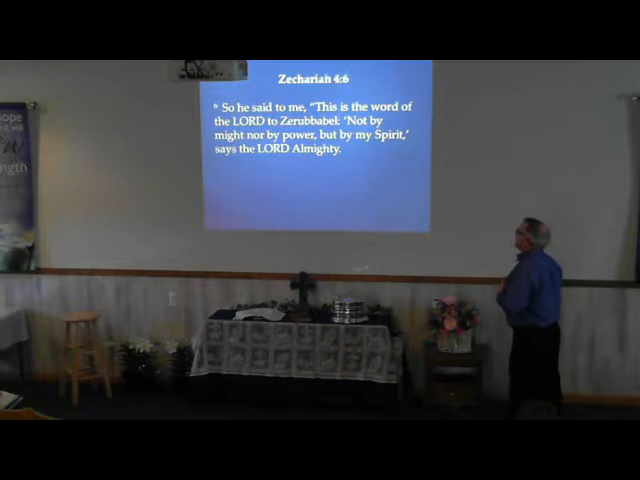 Zechariah 4:6
6 So he said to me, “This is the word of
the LORD to Zerubbabel: ‘Not by
might nor by power, but by my Spirit,’
says the LORD Almighty.